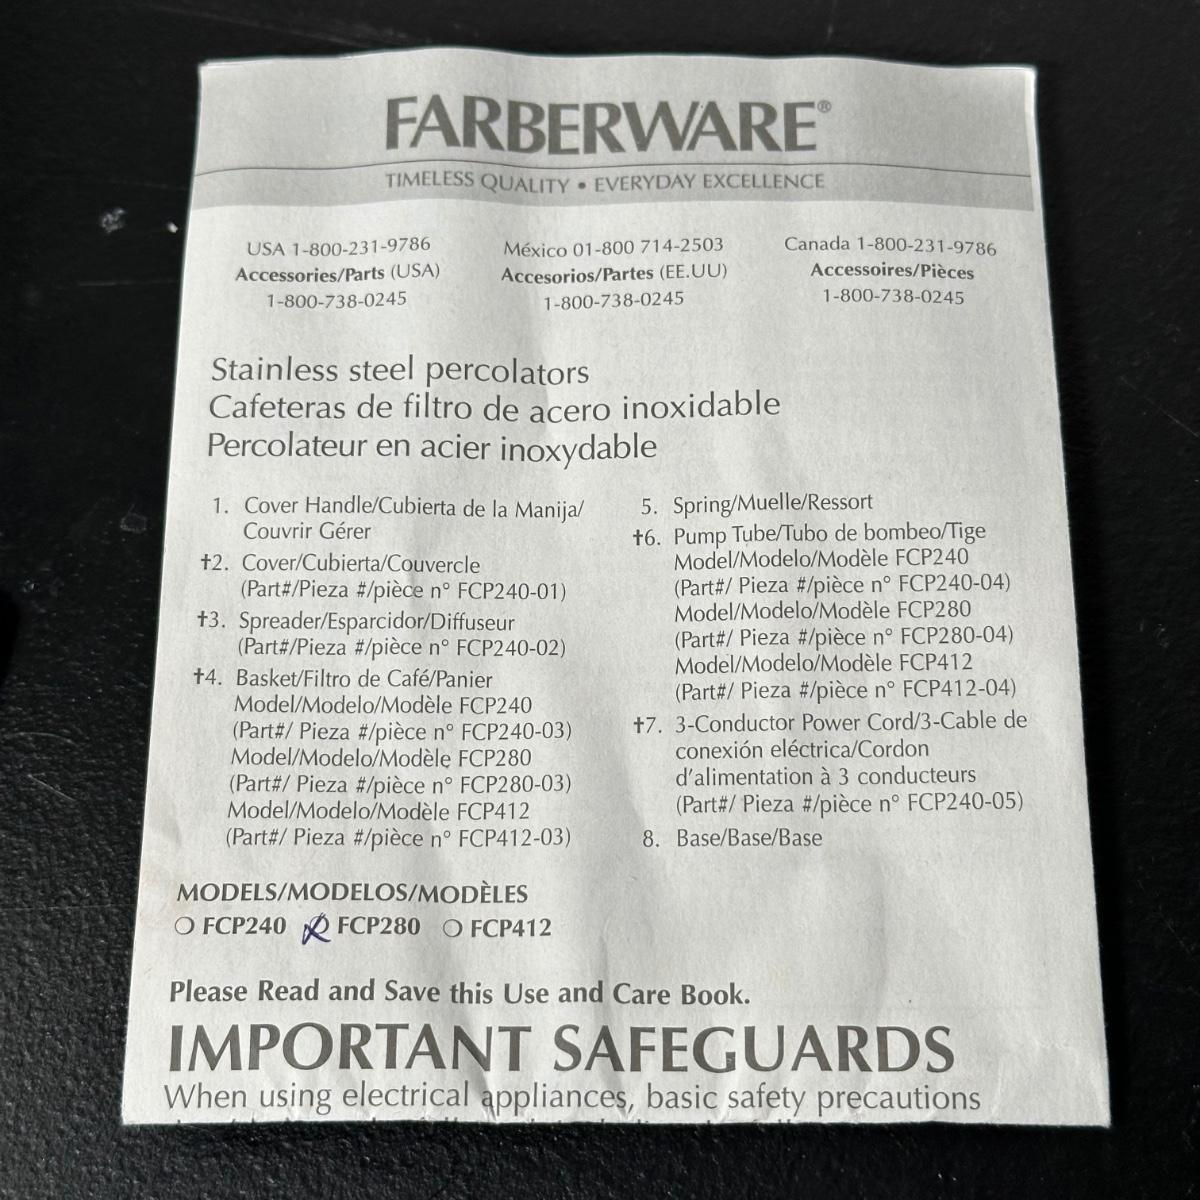 FARBERWARE®
TIMELESS QUALITY • EVERYDAY EXCELLENCE
USA 1-800-231-9786
Accessories/Parts (USA)
1-800-738-0245
México 01-800 714-2503
Accesorios/Partes (EE.UU)
1-800-738-0245
Canada 1-800-231-9786
Accessoires/Pièces
1-800-738-0245
Stainless steel percolators
Cafeteras de filtro de acero inoxidable
Percolateur en acier inoxydable
1. Cover Handle/Cubierta de la Manija/
Couvrir Gérer
†2. Cover/Cubierta/Couvercle
(Part#/Pieza #/pièce n° FCP240-01)
†3. Spreader/Esparcidor/Diffuseur
(Part#/Pieza #/pièce n° FCP240-02)
†4. Basket/Filtro de Café/Panier
Model/Modelo/Modèle FCP240
(Part#/ Pieza #/pièce n° FCP240-03)
Model/Modelo/Modèle FCP280
(Part#/ Pieza #/pièce n° FCP280-03)
Model/Modelo/Modèle FCP412
(Part#/ Pieza #/pièce n° FCP412-03)
5. Spring/Muelle/Ressort
†6. Pump Tube/Tubo de bombeo/Tige
Model/Modelo/Modèle FCP240
(Part#/ Pieza #/pièce n° FCP240-04)
Model/Modelo/Modèle FCP280
(Part#/ Pieza #/pièce n° FCP280-04)
Model/Modelo/Modèle FCP412
(Part#/ Pieza #/pièce n° FCP412-04)
†7. 3-Conductor Power Cord/3-Cable de
conexión eléctrica/Cordon
d'alimentation à 3 conducteurs
(Part#/ Pieza #/pièce n° FCP240-05)
8. Base/Base/Base
MODELS/MODELOS/MODÈLES
FCP240 FCP280 FCP412
Please Read and Save this Use and Care Book.
IMPORTANT SAFEGUARDS
When using electrical appliances, basic safety precautions